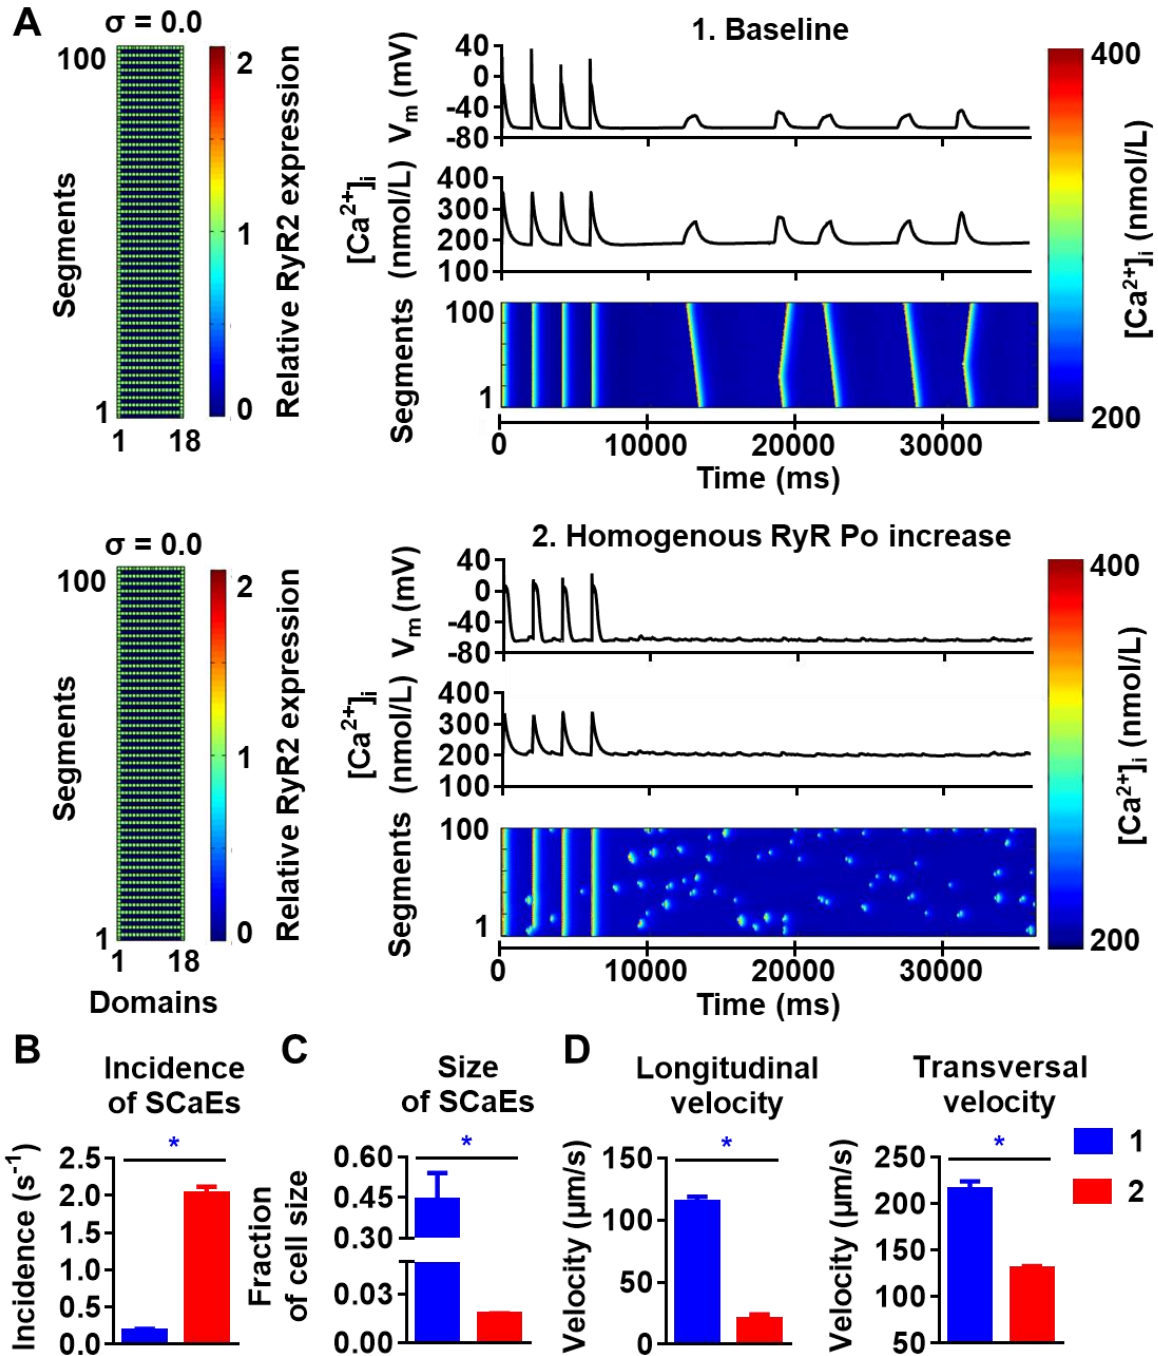 A
σ = 0.0
100
Segments
1
1 18
2
1
0
Relative RyR2 expression
1. Baseline
40
0
-40
-80
Vm (mV)
400
300
200
100
[Ca2+]i
(nmol/L)
100
1
Segments
0 10000 20000 30000
Time (ms)
400
200
[Ca2+]i (nmol/L)
σ = 0.0
100
Segments
1
1 18
Domains
2
1
0
Relative RyR2 expression
2. Homogenous RyR Po increase
40
0
-40
-80
Vm (mV)
400
300
200
100
[Ca2+]i
(nmol/L)
100
1
Segments
0 10000 20000 30000
Time (ms)
400
200
[Ca2+]i (nmol/L)
B
Incidence
of SCaEs
*
2.5
2.0
1.5
1.0
0.5
0.0
Incidence (s-1)
C
Size
of SCaEs
*
0.60
0.45
0.30
0.03
0.00
Fraction
of cell size
D
Longitudinal
velocity
*
150
100
50
0
Velocity (µm/s)
Transversal
velocity
*
250
200
150
100
50
Velocity (µm/s)
1
2